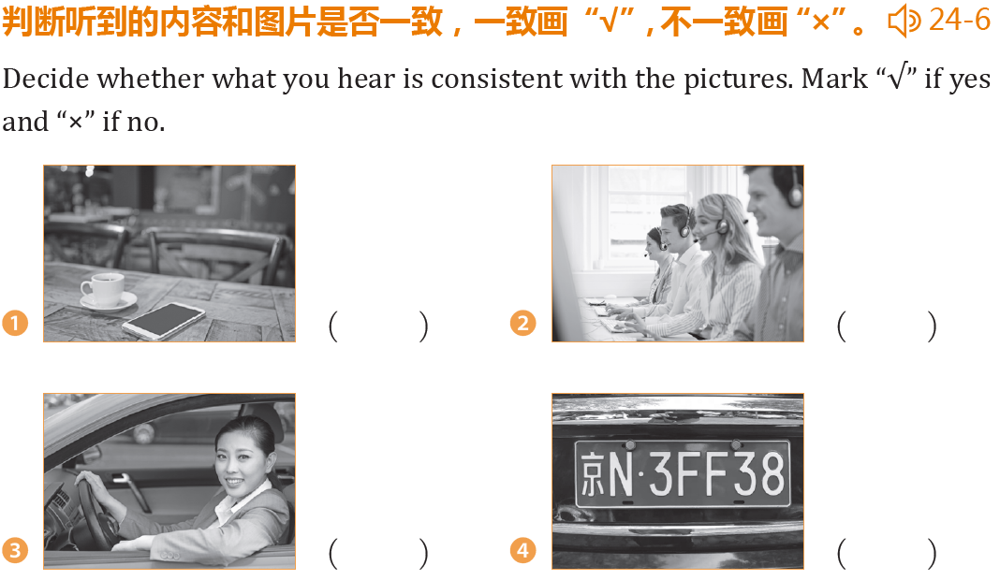 判断听到的内容和图片是否一致，一致画“√”,不一致画“×”。 24-6
Decide whether what you hear is consistent with the pictures. Mark “√” if yes
and “×” if no.
1 ( )
2 ( )
京N·3FF38
3 ( )
4 ( )